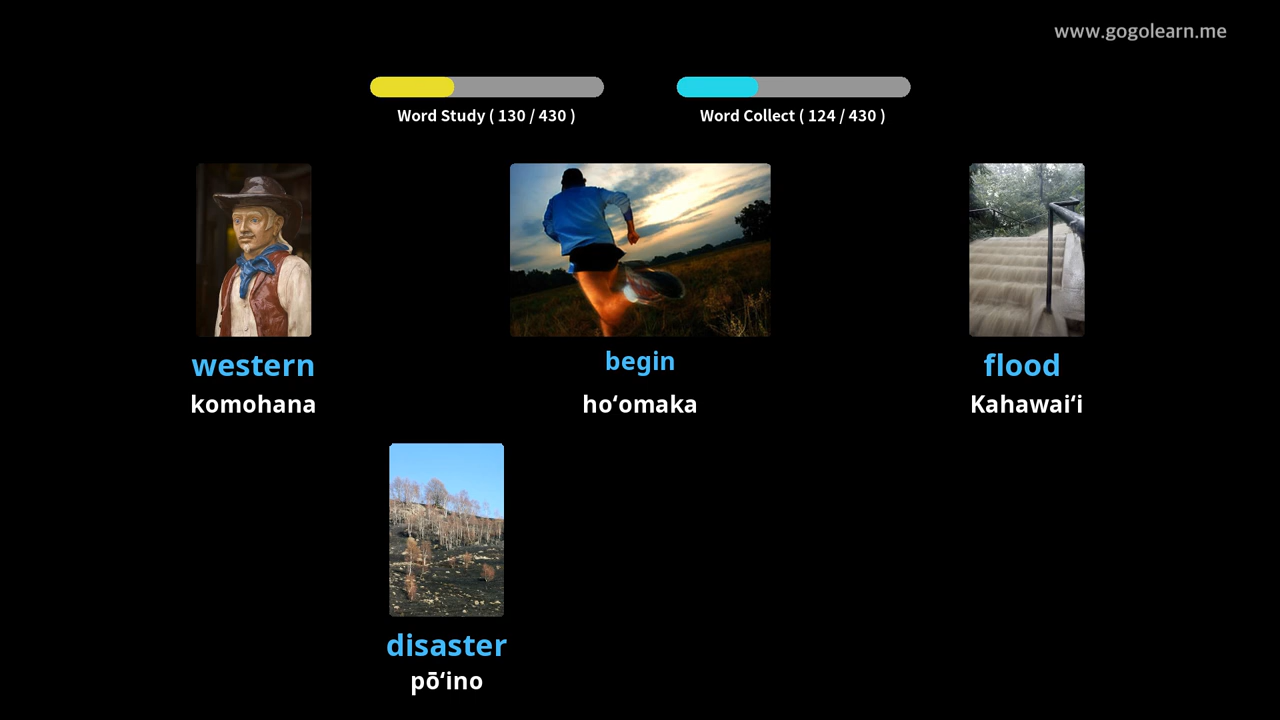 www.gogolearn.me
Word Study ( 130 / 430 )
Word Collect ( 124 / 430 )
western
begin
flood
komohana
hoʻomaka
Kahawaiʻi
disaster
pōʻino